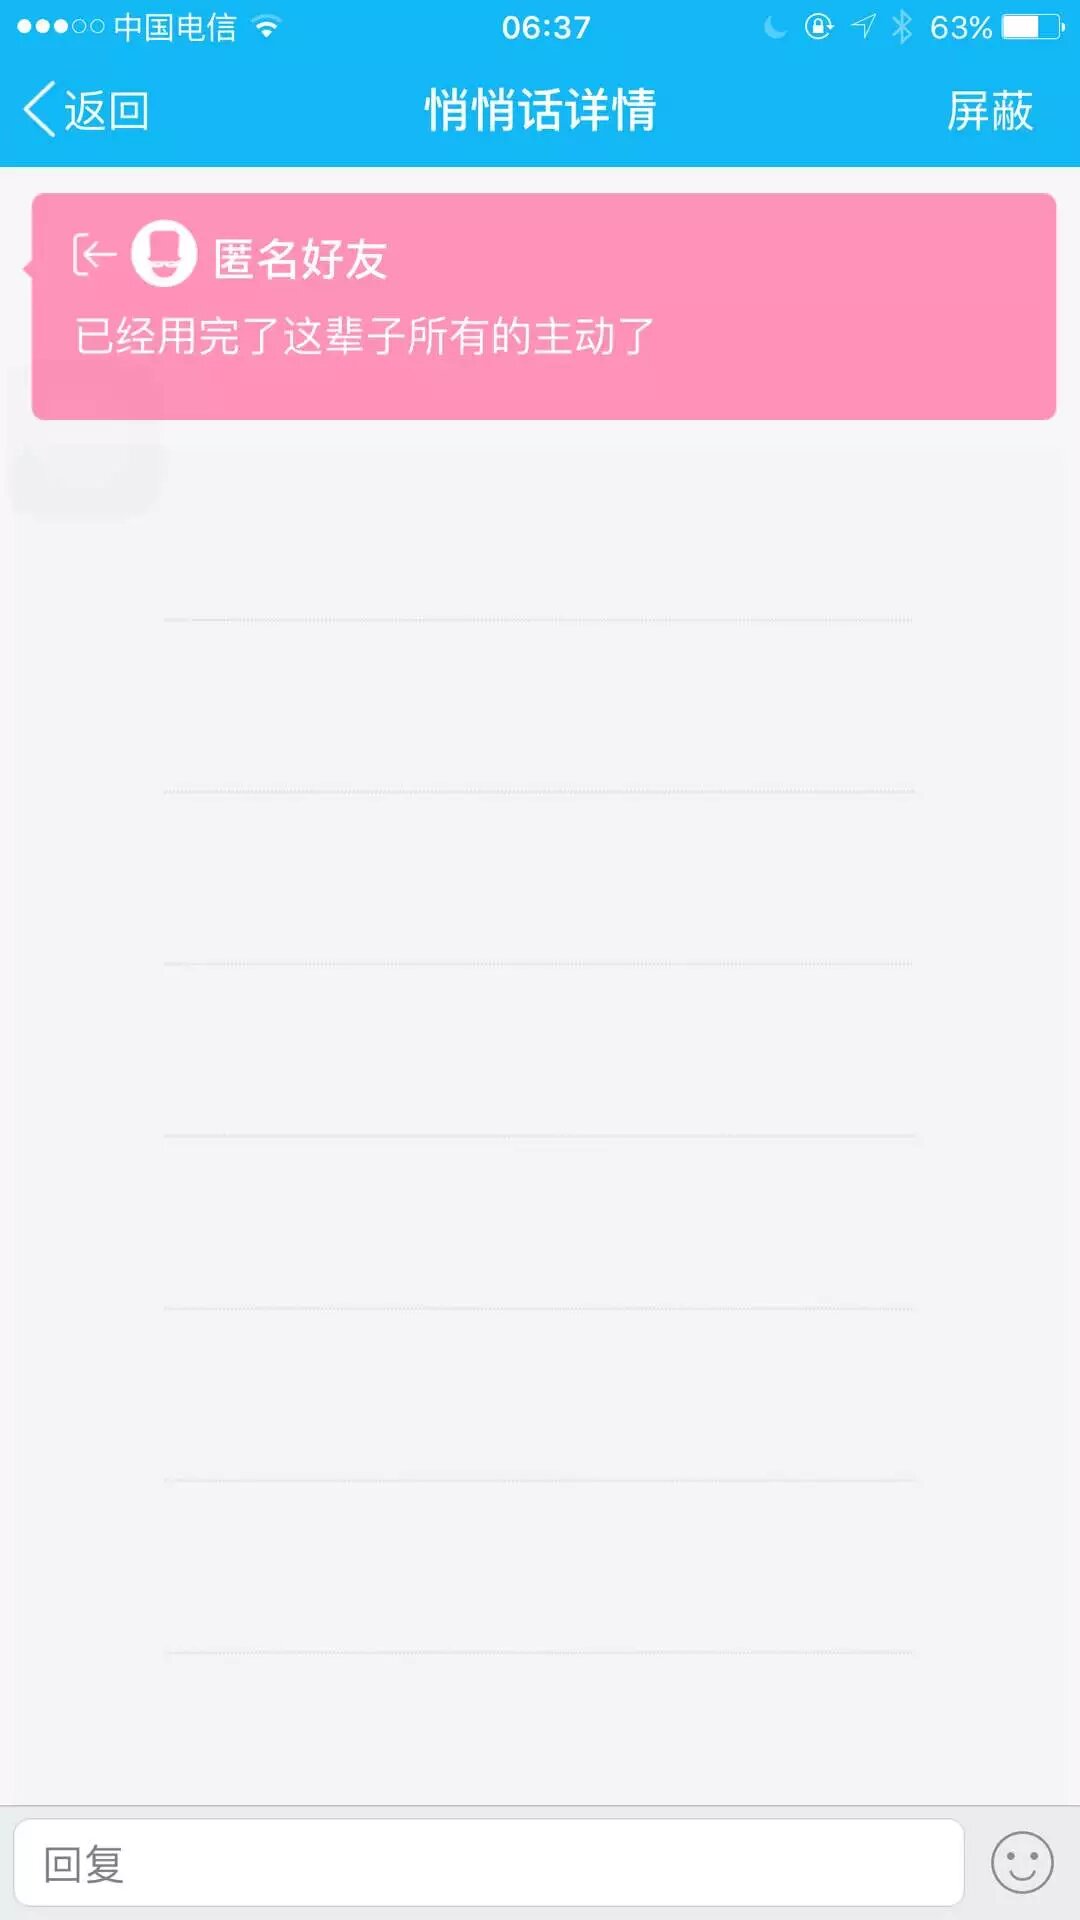 中国电信 06:37 63%
返回 悄悄话详情 屏蔽
匿名好友
已经用完了这辈子所有的主动了
回复